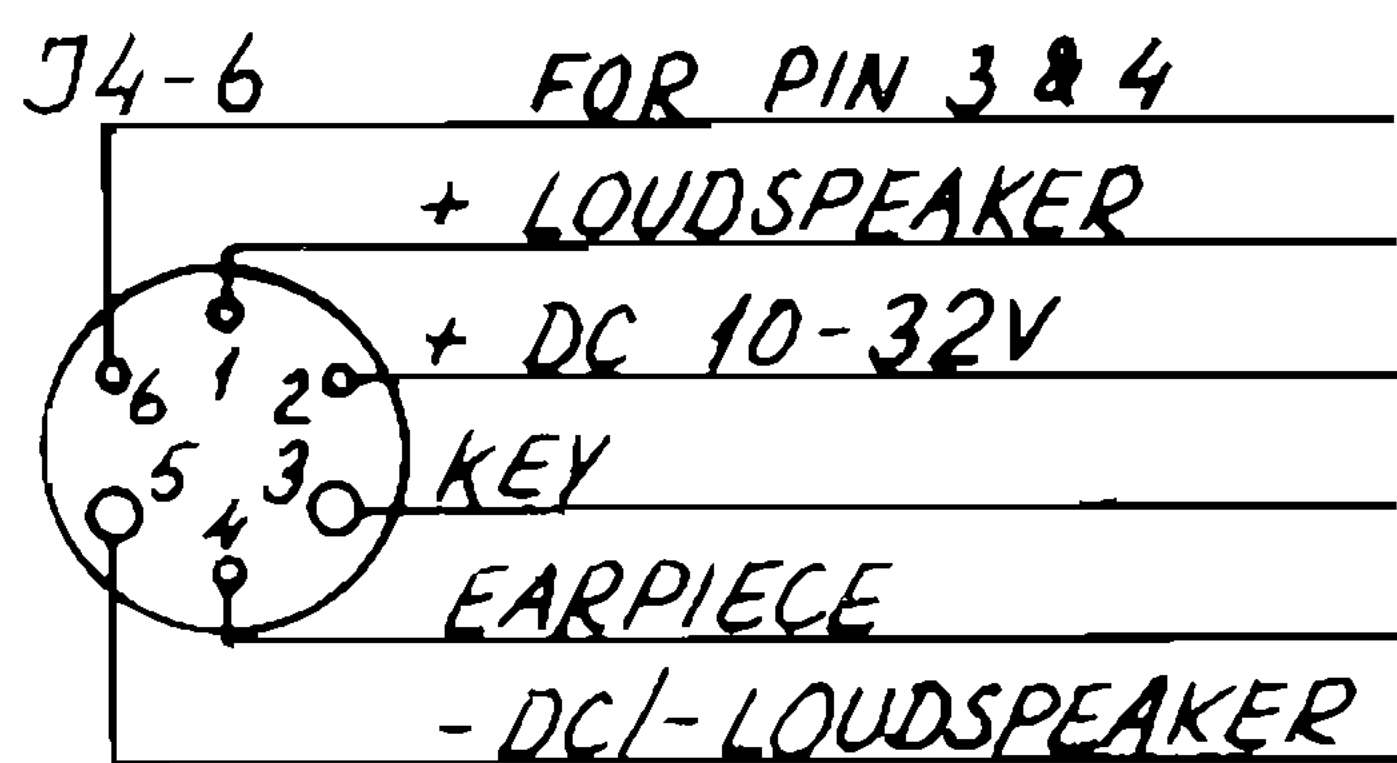 J4-6 FOR PIN 3 & 4
+ LOUDSPEAKER
+ DC 10-32V
6 1 2
KEY
5 3
4
EARPIECE
- DC/- LOUDSPEAKER